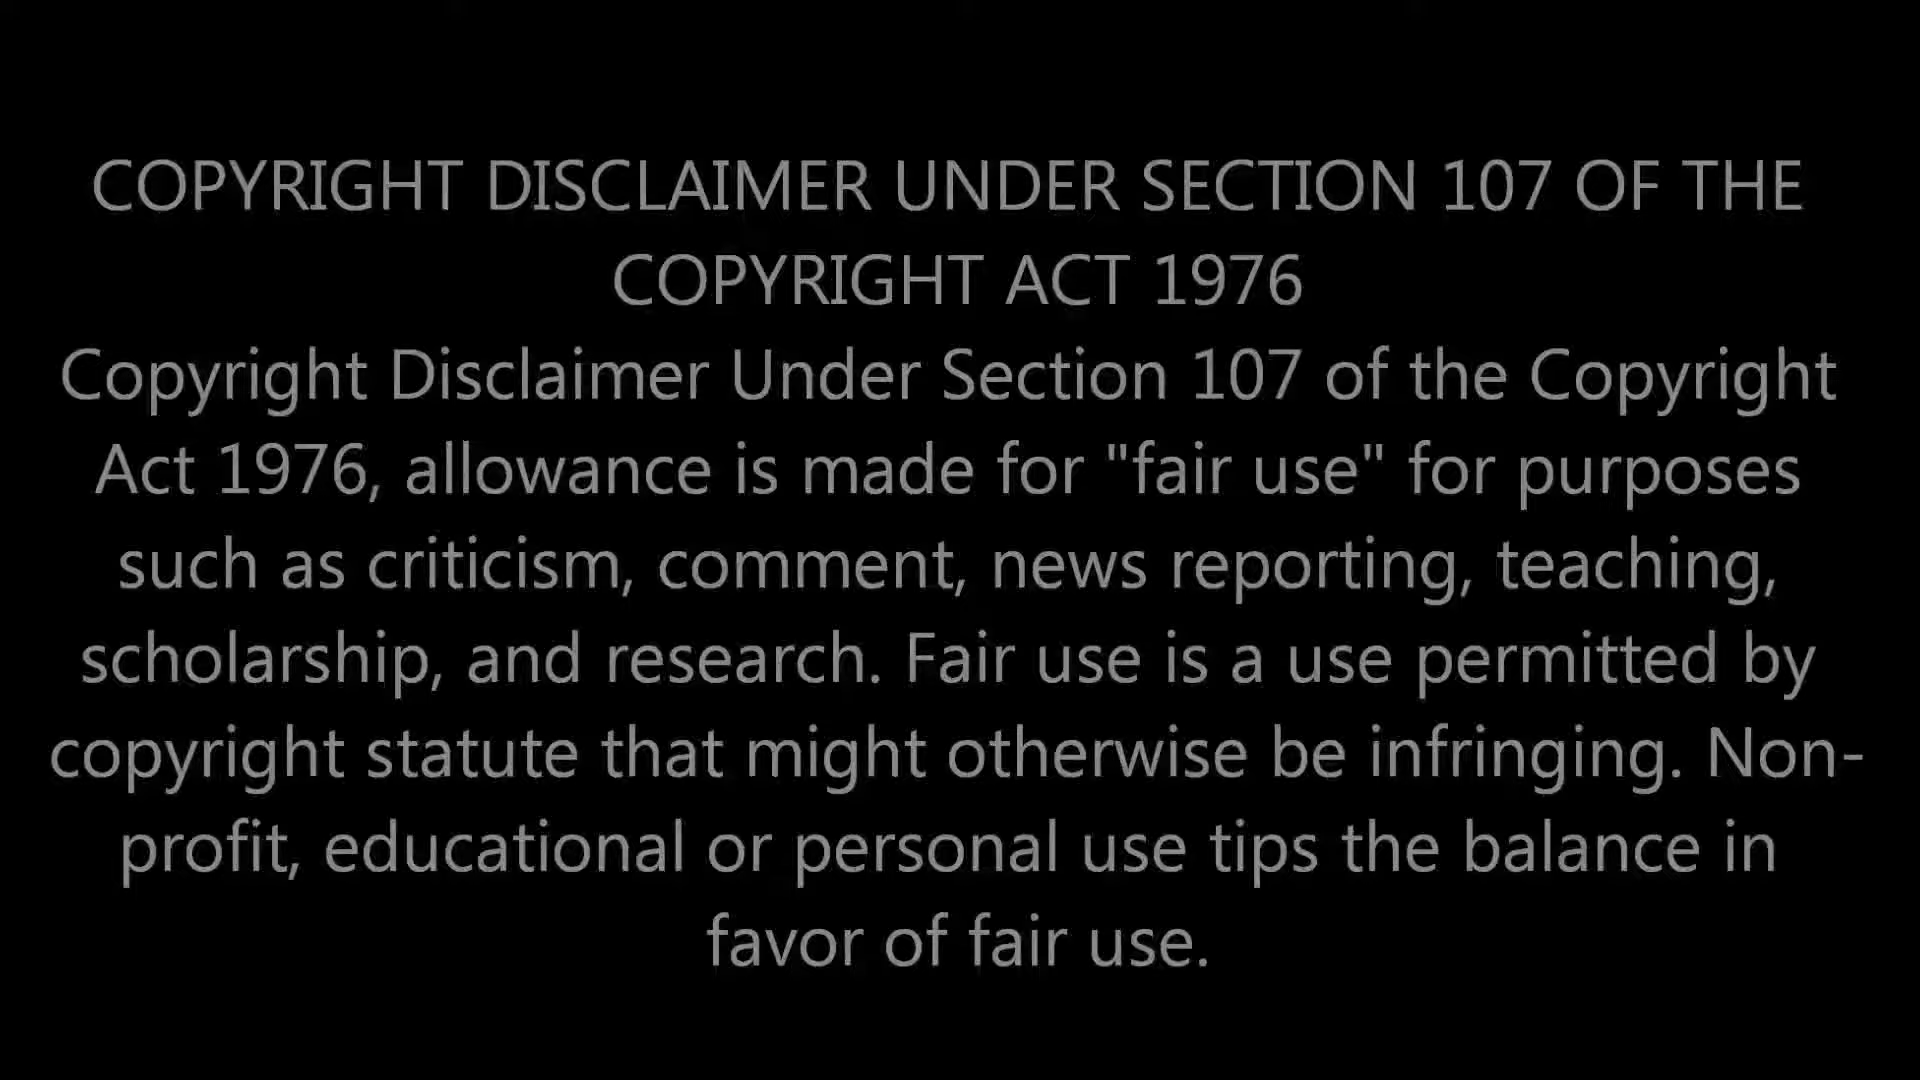 COPYRIGHT DISCLAIMER UNDER SECTION 107 OF THE
COPYRIGHT ACT 1976
Copyright Disclaimer Under Section 107 of the Copyright
Act 1976, allowance is made for "fair use" for purposes
such as criticism, comment, news reporting, teaching,
scholarship, and research. Fair use is a use permitted by
copyright statute that might otherwise be infringing. Non-
profit, educational or personal use tips the balance in
favor of fair use.